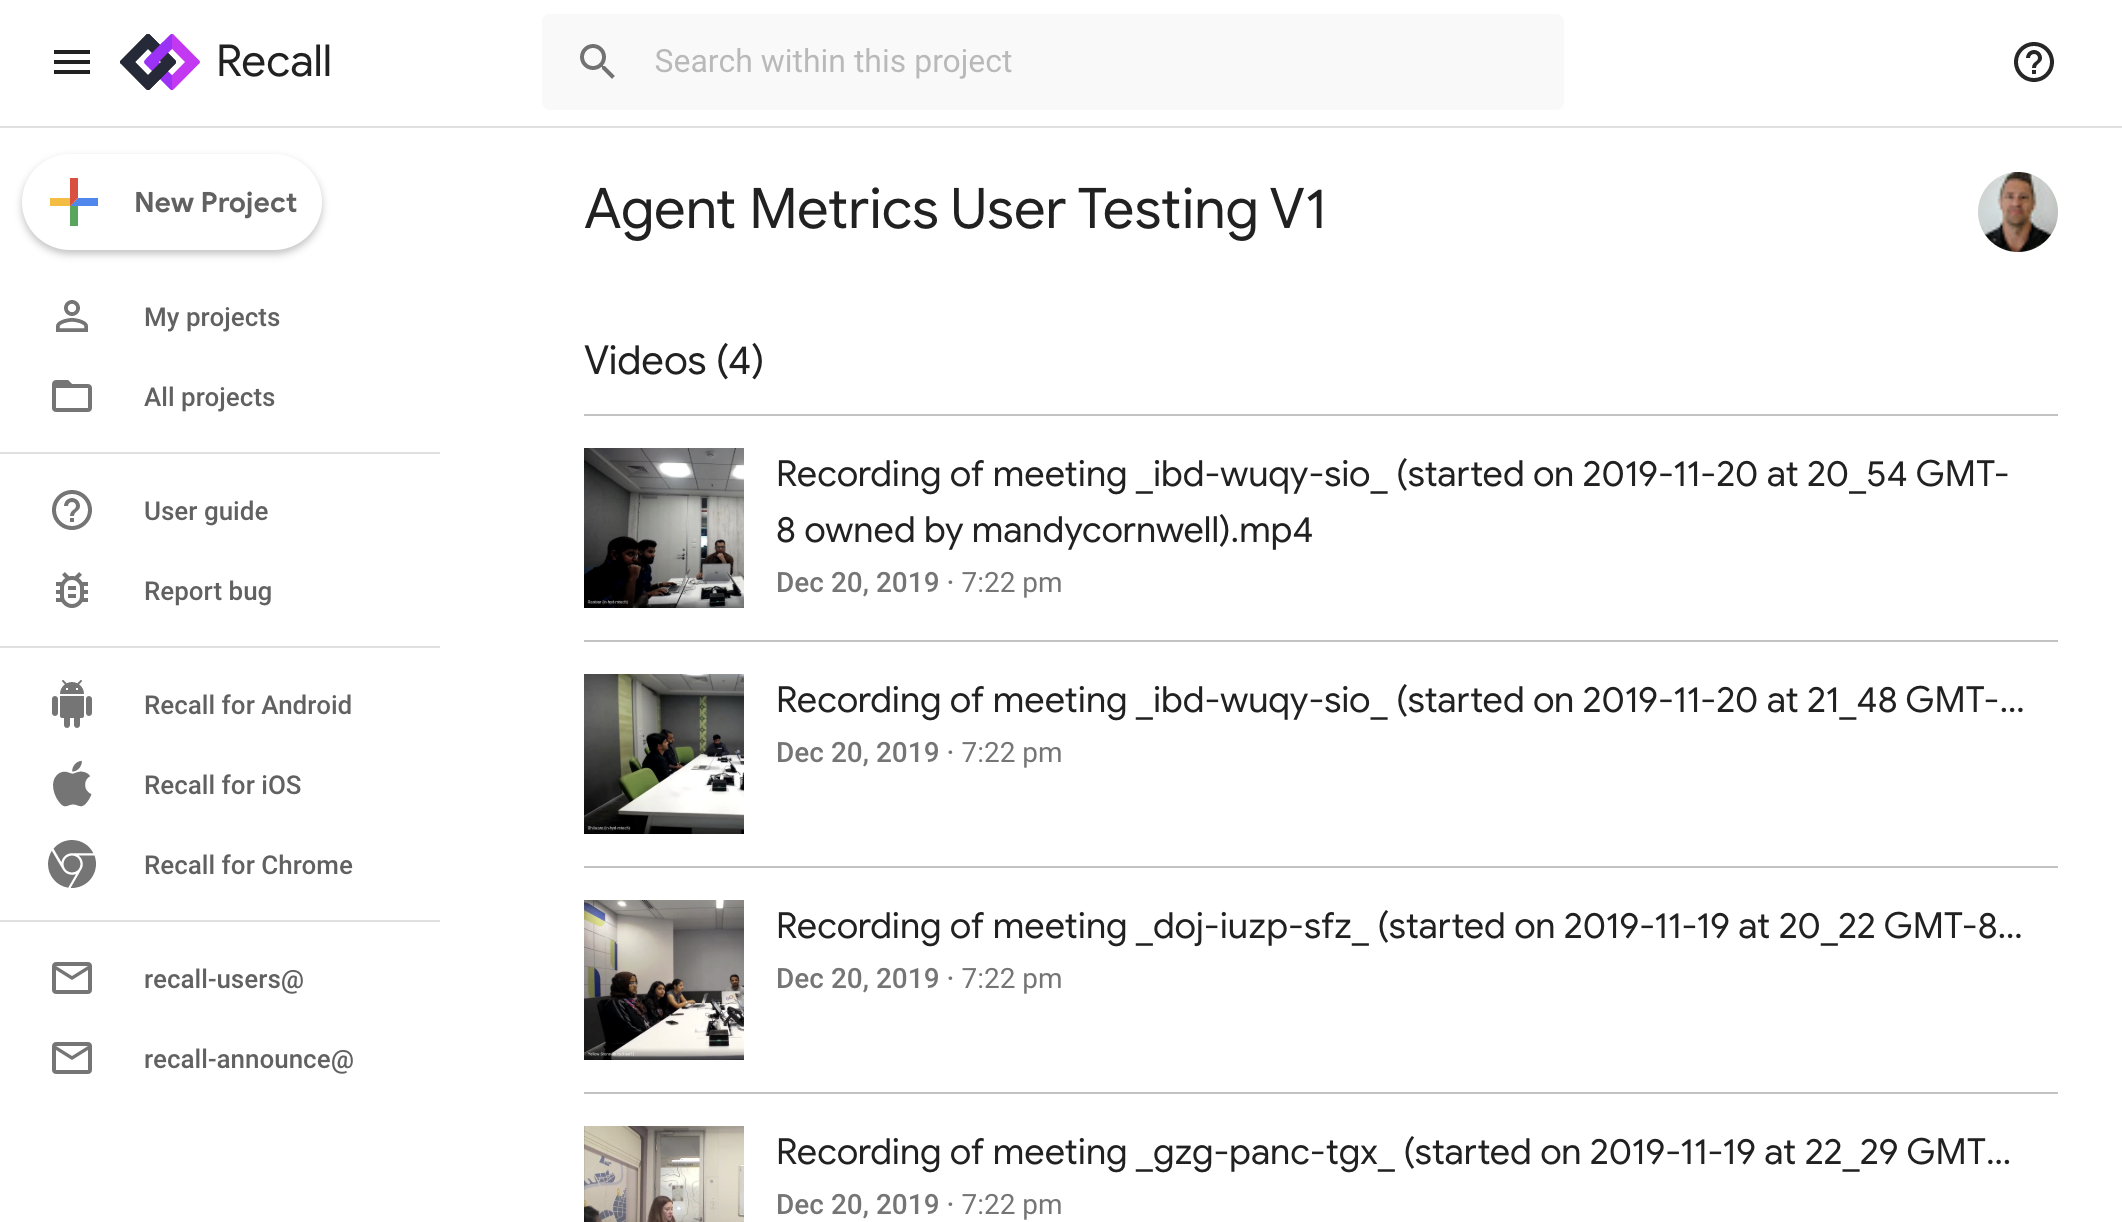 Recall
Search within this project
New Project
My projects
All projects
User guide
Report bug
Recall for Android
Recall for iOS
Recall for Chrome
recall-users@
recall-announce@
Agent Metrics User Testing V1
Videos (4)
Recording of meeting _ibd-wuqy-sio_ (started on 2019-11-20 at 20_54 GMT-
8 owned by mandycornwell).mp4
Dec 20, 2019 · 7:22 pm
Recording of meeting _ibd-wuqy-sio_ (started on 2019-11-20 at 21_48 GMT-...
Dec 20, 2019 · 7:22 pm
Recording of meeting _doj-iuzp-sfz_ (started on 2019-11-19 at 20_22 GMT-8...
Dec 20, 2019 · 7:22 pm
Recording of meeting _gzg-panc-tgx_ (started on 2019-11-19 at 22_29 GMT...
Dec 20, 2019 · 7:22 pm